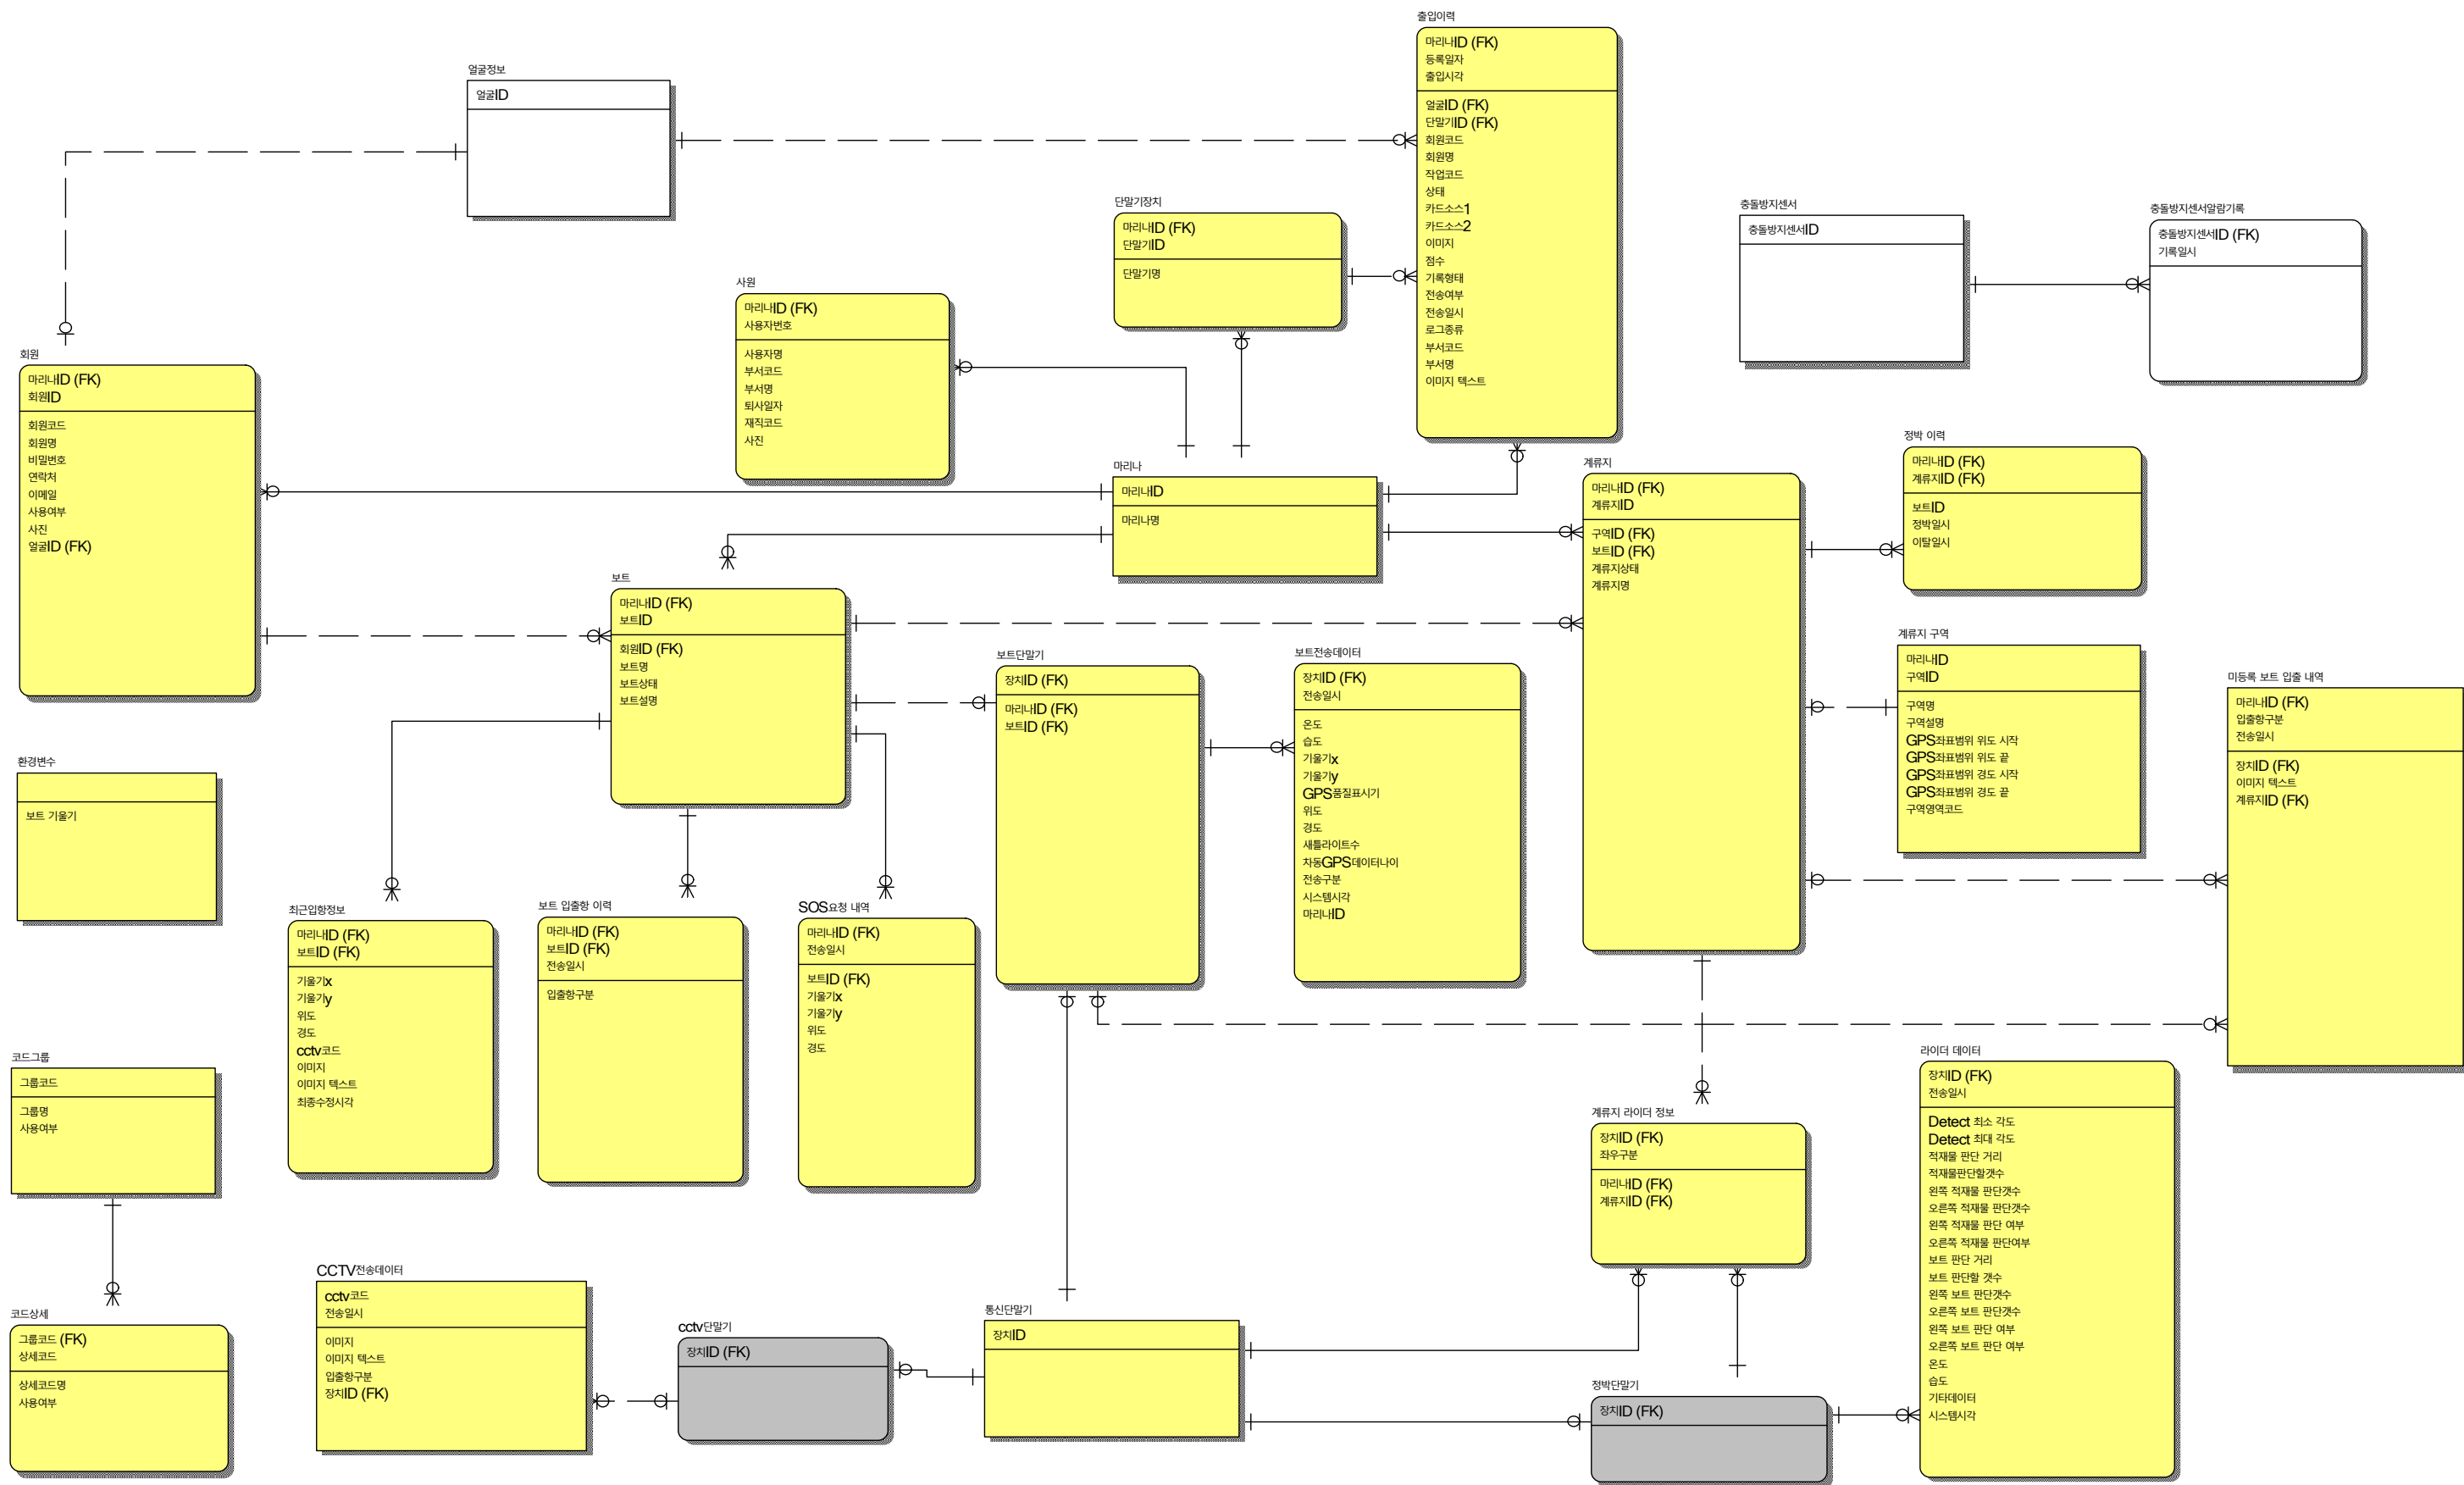 출입이력
마리나ID (FK)
등록일자
출입시각
얼굴ID (FK)
단말기ID (FK)
회원코드
회원명
작업코드
상태
카드소스1
카드소스2
이미지
점수
기록형태
전송여부
전송일시
로그종류
부서코드
부서명
이미지 텍스트
얼굴정보
얼굴ID
단말기장치
마리나ID (FK)
단말기ID
단말기명
충돌방지센서
충돌방지센서ID
충돌방지센서알람기록
충돌방지센서ID (FK)
기록일시
사원
마리나ID (FK)
사용자번호
사용자명
부서코드
부서명
퇴사일자
재직코드
사진
회원
마리나ID (FK)
회원ID
회원코드
회원명
비밀번호
연락처
이메일
사용여부
사진
얼굴ID (FK)
마리나
마리나ID
마리나명
계류지
마리나ID (FK)
계류지ID
구역ID (FK)
보트ID (FK)
계류지상태
계류지명
정박 이력
마리나ID (FK)
계류지ID (FK)
보트ID
정박일시
이탈일시
보트
마리나ID (FK)
보트ID
회원ID (FK)
보트명
보트상태
보트설명
보트단말기
장치ID (FK)
마리나ID (FK)
보트ID (FK)
보트전송데이터
장치ID (FK)
전송일시
온도
습도
기울기x
기울기y
GPS품질표시기
위도
경도
새틀라이트수
차동GPS데이터나이
전송구분
시스템시각
마리나ID
계류지 구역
마리나ID
구역ID
구역명
구역설명
GPS좌표범위 위도 시작
GPS좌표범위 위도 끝
GPS좌표범위 경도 시작
GPS좌표범위 경도 끝
구역영역코드
미등록 보트 입출 내역
마리나ID (FK)
입출항구분
전송일시
장치ID (FK)
이미지 텍스트
계류지ID (FK)
환경변수
보트 기울기
최근입항정보
마리나ID (FK)
보트ID (FK)
기울기x
기울기y
위도
경도
cctv코드
이미지
이미지 텍스트
최종수정시각
보트 입출항 이력
마리나ID (FK)
보트ID (FK)
전송일시
입출항구분
SOS요청 내역
마리나ID (FK)
전송일시
보트ID (FK)
기울기x
기울기y
위도
경도
코드그룹
그룹코드
그룹명
사용여부
라이더 데이터
장치ID (FK)
전송일시
Detect 최소 각도
Detect 최대 각도
적재물 판단 거리
적재물판단할갯수
왼쪽 적재물 판단갯수
오른쪽 적재물 판단갯수
왼쪽 적재물 판단 여부
오른쪽 적재물 판단여부
보트 판단 거리
보트 판단할 갯수
왼쪽 보트 판단갯수
오른쪽 보트 판단갯수
왼쪽 보트 판단 여부
오른쪽 보트 판단 여부
온도
습도
기타데이터
시스템시각
계류지 라이더 정보
장치ID (FK)
좌우구분
마리나ID (FK)
계류지ID (FK)
코드상세
그룹코드 (FK)
상세코드
상세코드명
사용여부
CCTV전송데이터
cctv코드
전송일시
이미지
이미지 텍스트
입출항구분
장치ID (FK)
cctv단말기
장치ID (FK)
통신단말기
장치ID
정박단말기
장치ID (FK)